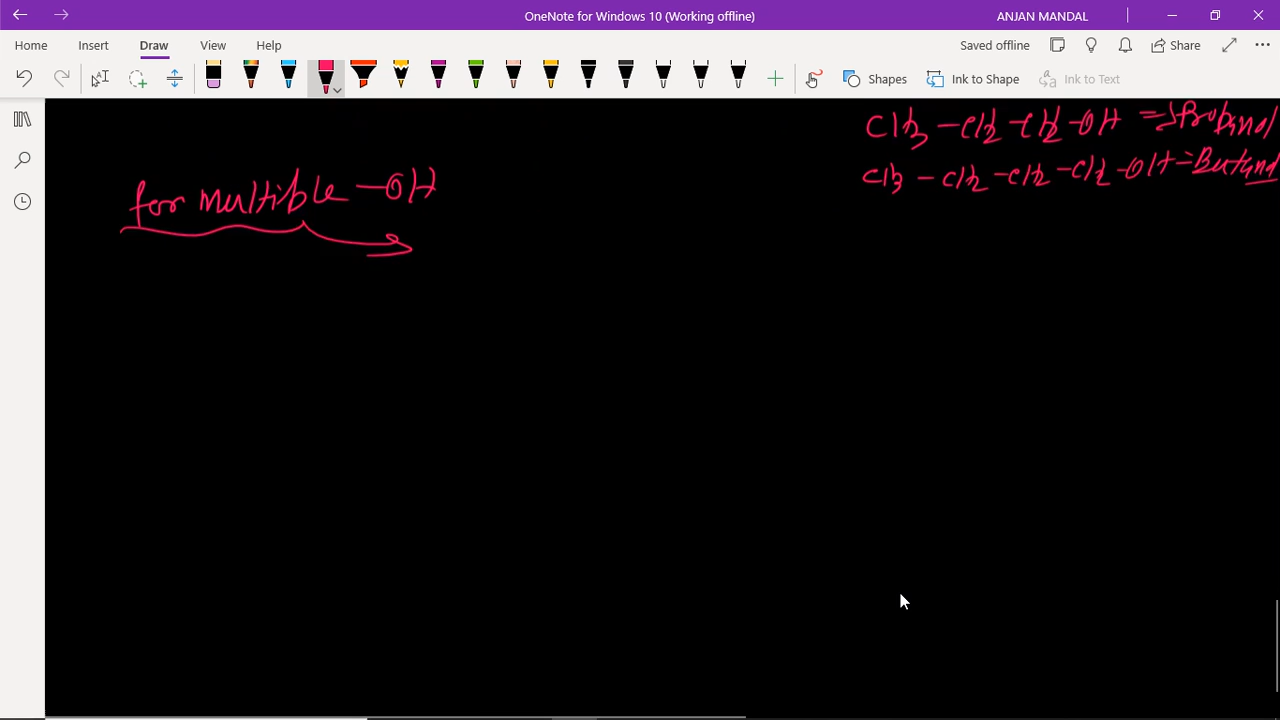 OneNote for Windows 10 (Working offline)
ANJAN MANDAL
Home Insert Draw View Help
Saved offline Share
Shapes Ink to Shape Ink to Text
CH3 -CH2 -CH2 -OH => Propanol
CH3 - CH2 -CH2 -CH2 -OH = Butanol
for multible -OH